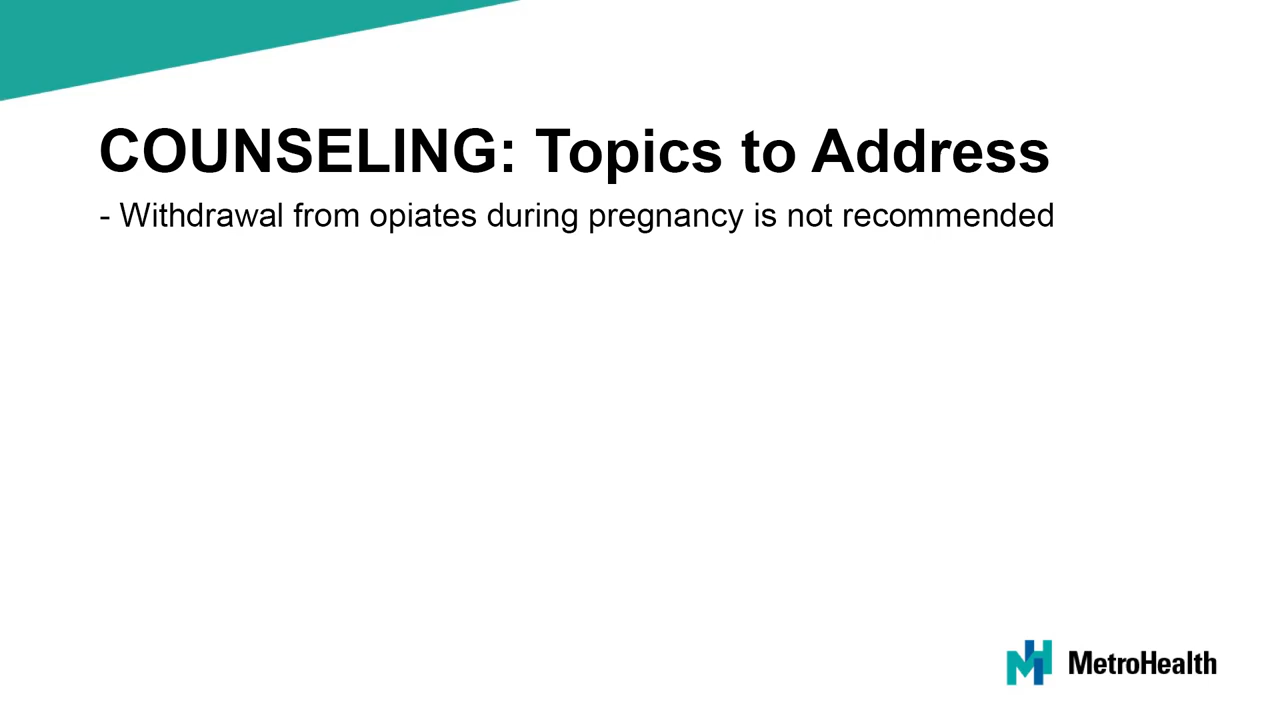 COUNSELING: Topics to Address
- Withdrawal from opiates during pregnancy is not recommended
MetroHealth